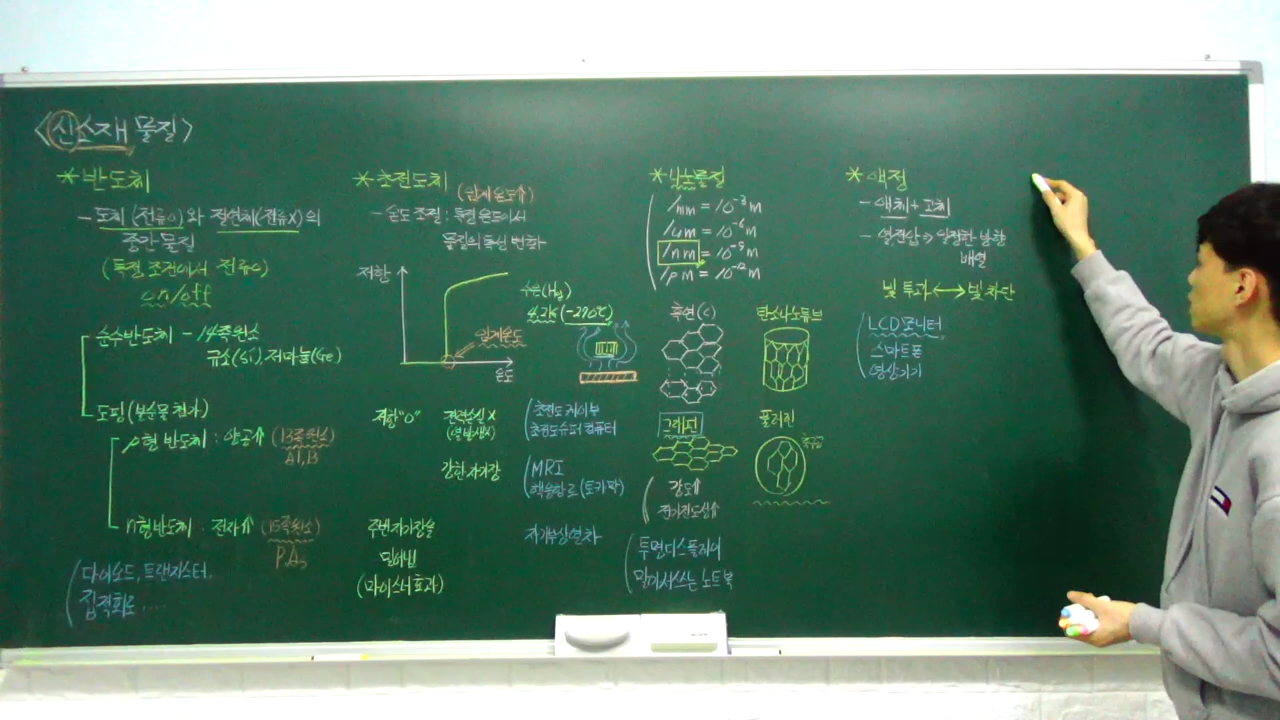 <신소재 물질>
* 반도체
- 도체(전류O)와 절연체(전류X)의
중간 물질
(특정 조건에서 전류O)
on/off
순수반도체 - 14족원소
규소(Si), 저마늄(Ge)
도핑(불순물 첨가)
p형 반도체 : 양공↑ (13족원소)
Al, B
n형 반도체 : 전자↑ (15족원소)
P, As
다이오드, 트랜지스터,
집적회로 ....
* 초전도체 (임계온도↑)
- 온도 조절 : 특정 온도에서
물질의 특성 변화
저항
수은(Hg)
4.2K (-270℃)
임계온도
온도
저항 "0"
전력손실 X
(열발생X)
초전도 케이블
초전도 슈퍼 컴퓨터
강한 자기장
MRI
핵융합로 (토카막)
주변자기장을
밀어냄
(마이스너 효과)
자기부상열차
* 나노물질
1mm = 10⁻³m
1um = 10⁻⁶m
1nm = 10⁻⁹m
1pm = 10⁻¹²m
흑연(C)
탄소나노튜브
그래핀
풀러렌
강도↑
전기전도성↑
투명디스플레이
말아서쓰는 노트북
* 액정
- 액체 + 고체
- 일정한 방향
배열
빛 투과 ↔ 빛 차단
LCD모니터,
스마트폰
영상기기